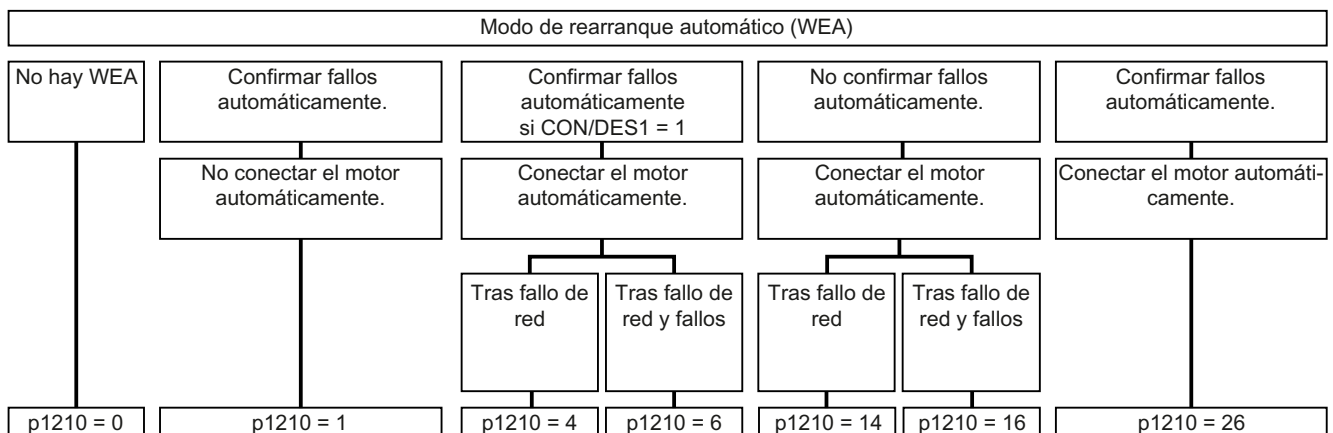 Modo de rearranque automático (WEA)
No hay WEA
Confirmar fallos
automáticamente.
Confirmar fallos
automáticamente
si CON/DES1 = 1
No confirmar fallos
automáticamente.
Confirmar fallos
automáticamente.
No conectar el motor
automáticamente.
Conectar el motor
automáticamente.
Conectar el motor
automáticamente.
Conectar el motor automáti-
camente.
Tras fallo de
red
Tras fallo de
red y fallos
Tras fallo de
red
Tras fallo de
red y fallos
p1210 = 0
p1210 = 1
p1210 = 4
p1210 = 6
p1210 = 14
p1210 = 16
p1210 = 26